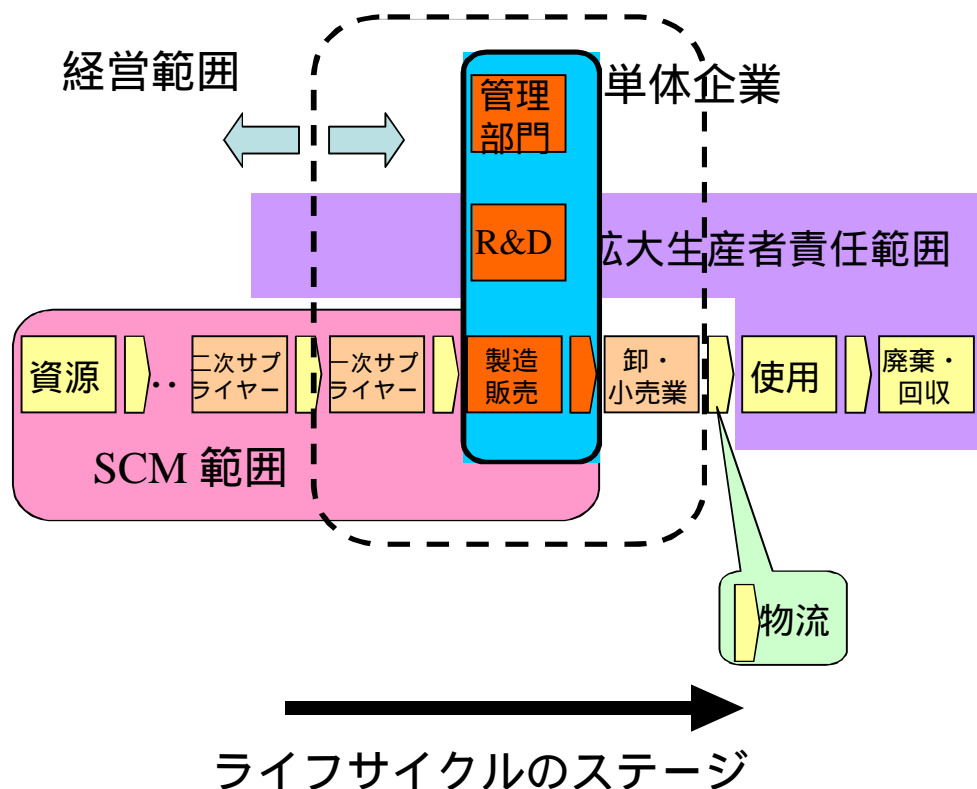 経営範囲
単体企業
管理
部門
R&D
拡大生産者責任範囲
資源
‥
二次サプ
ライヤー
一次サプ
ライヤー
製造
販売
卸・
小売業
使用
廃棄・
回収
SCM 範囲
物流
ライフサイクルのステージ